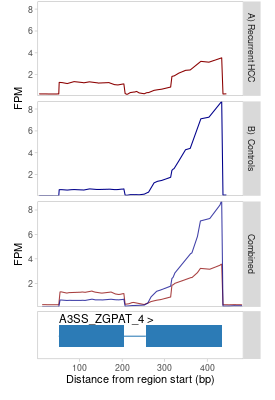 8
6
4
2
FPM
A) Recurrent HCC
8
6
4
2
B) Controls
8
6
4
2
FPM
Combined
A3SS_ZGPAT_4 >
100 200 300 400
Distance from region start (bp)